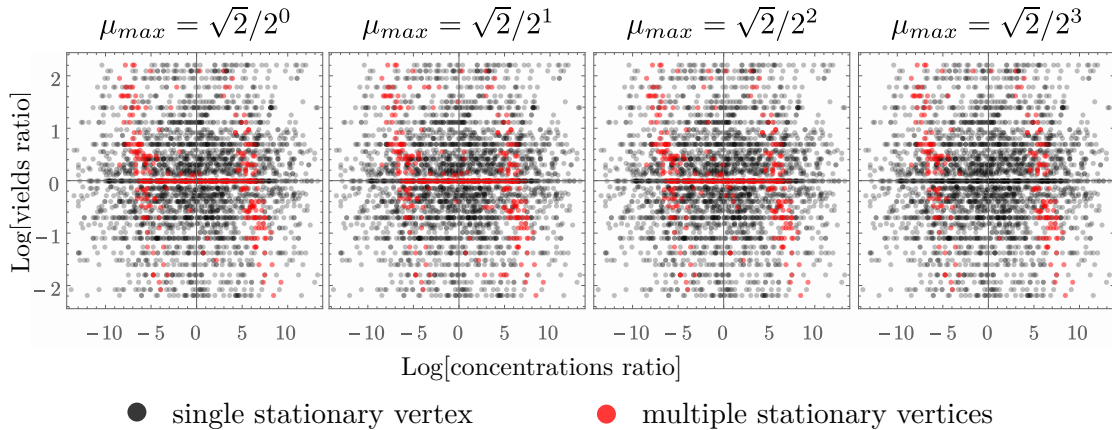 μ_max = √2/2^0 μ_max = √2/2^1 μ_max = √2/2^2 μ_max = √2/2^3
Log[yields ratio]
2
1
0
−1
−2
−10 −5 0 5 10 −10 −5 0 5 10 −10 −5 0 5 10 −10 −5 0 5 10
Log[concentrations ratio]
single stationary vertex multiple stationary vertices